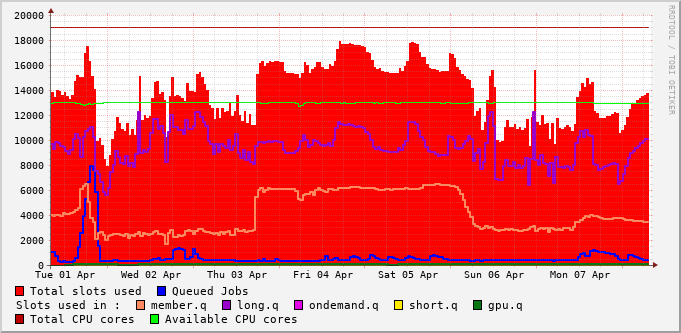 20000
18000
16000
14000
12000
10000
8000
6000
4000
2000
0
Tue 01 Apr Wed 02 Apr Thu 03 Apr Fri 04 Apr Sat 05 Apr Sun 06 Apr Mon 07 Apr
RRDTOOL / TOBI OETIKER
Total slots used Queued Jobs
Slots used in : member.q long.q ondemand.q short.q gpu.q
Total CPU cores Available CPU cores